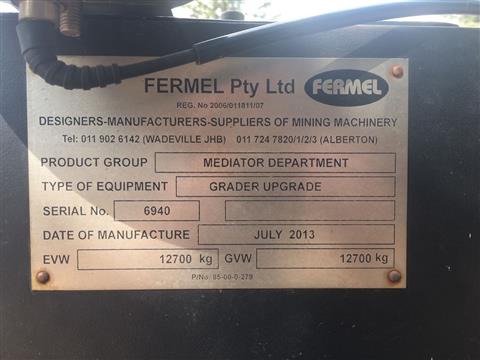 FERMEL Pty Ltd FERMEL
REG. No 2006/011811/07
DESIGNERS-MANUFACTURERS-SUPPLIERS OF MINING MACHINERY
Tel: 011 902 6142 (WADEVILLE JHB) 011 724 7820/1/2/3 (ALBERTON)
PRODUCT GROUP MEDIATOR DEPARTMENT
TYPE OF EQUIPMENT GRADER UPGRADE
SERIAL No. 6940
DATE OF MANUFACTURE JULY 2013
EVW 12700 kg GVW 12700 kg
P/No. 85-00-0-279